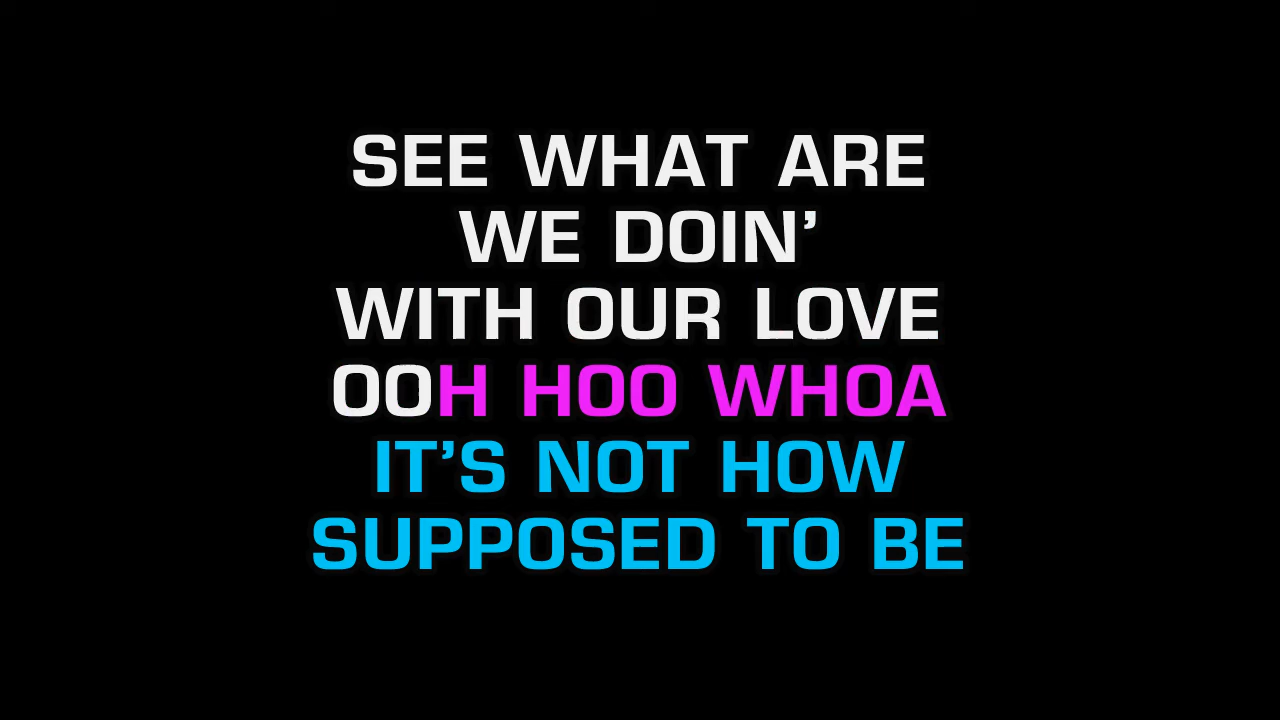 SEE WHAT ARE
WE DOIN’
WITH OUR LOVE
OOH HOO WHOA
IT’S NOT HOW
SUPPOSED TO BE